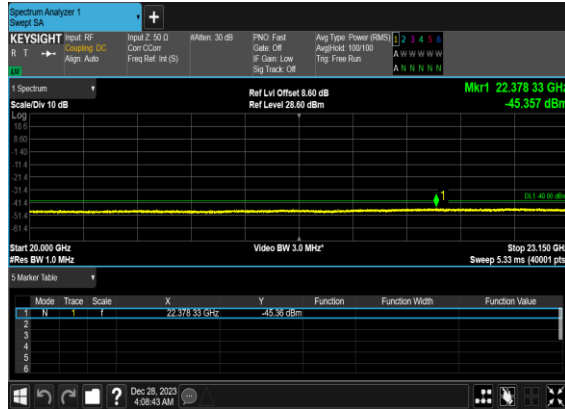 Spectrum Analyzer 1
Swept SA
+
KEYSIGHT
R T
LXI
Input: RF
Coupling: DC
Align: Auto
Input Z: 50 Ω
Corr CCorr
Freq Ref: Int (S)
#Atten: 30 dB
PNO: Fast
Gate: Off
IF Gain: Low
Sig Track: Off
Avg Type: Power (RMS)
Avg|Hold: 100/100
Trig: Free Run
1 2 3 4 5 6
A W W W W W
A N N N N N
1 Spectrum
Scale/Div 10 dB
Ref Lvl Offset 8.60 dB
Ref Level 28.60 dBm
Mkr1 22.378 33 GHz
-45.357 dBm
Log
18.6
8.60
-1.40
-11.4
-21.4
-31.4
-41.4
-51.4
-61.4
1
DL1 -40.00 dBm
Start 20.000 GHz
#Res BW 1.0 MHz
Video BW 3.0 MHz*
Stop 23.150 GHz
Sweep 5.33 ms (40001 pts)
5 Marker Table
Mode Trace Scale X Y Function Function Width Function Value
1 N 1 f 22.378 33 GHz -45.36 dBm
2
3
4
5
6
?
Dec 28, 2023
4:08:43 AM